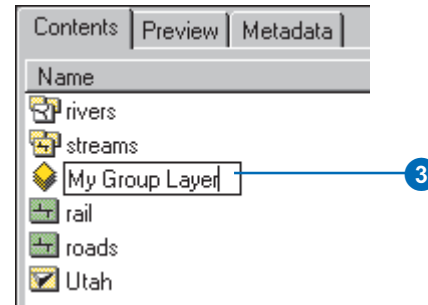 Contents Preview Metadata
Name
rivers
streams
My Group Layer 3
rail
roads
Utah